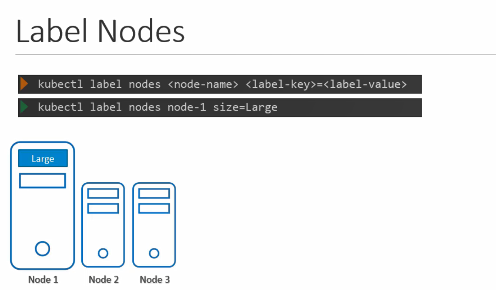 Label Nodes
kubectl label nodes <node-name> <label-key>=<label-value>
kubectl label nodes node-1 size=Large
Large
Node 1 Node 2 Node 3